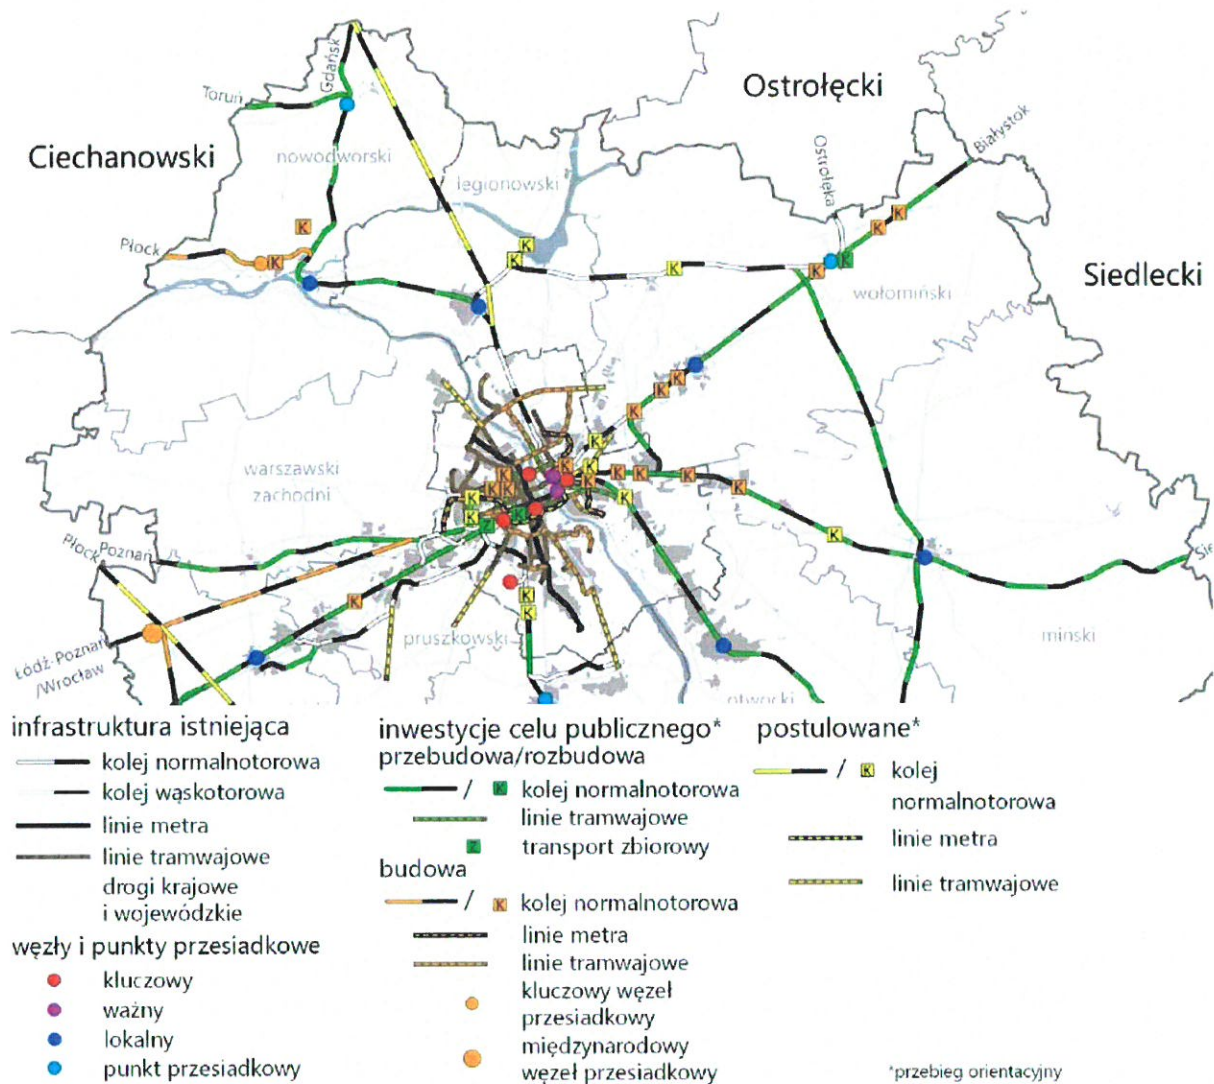 Ostrołęcki
Gdańsk
Toruń
Ciechanowski
nowodworski
legionowski
Ostrołęka
Białystok
Płock
Siedlecki
wołomiński
warszawski
zachodni
Płock
Poznań
Sie
Łódź-Poznań
/Wrocław
pruszkowski
miński
otwocki
infrastruktura istniejąca
kolej normalnotorowa
kolej wąskotorowa
linie metra
linie tramwajowe
drogi krajowe
i wojewódzkie
węzły i punkty przesiadkowe
kluczowy
ważny
lokalny
punkt przesiadkowy
inwestycje celu publicznego*
przebudowa/rozbudowa
/ K kolej normalnotorowa
linie tramwajowe
Z transport zbiorowy
budowa
/ K kolej normalnotorowa
linie metra
linie tramwajowe
kluczowy węzeł
przesiadkowy
międzynarodowy
węzeł przesiadkowy
postulowane*
/ K kolej
normalnotorowa
linie metra
linie tramwajowe
*przebieg orientacyjny